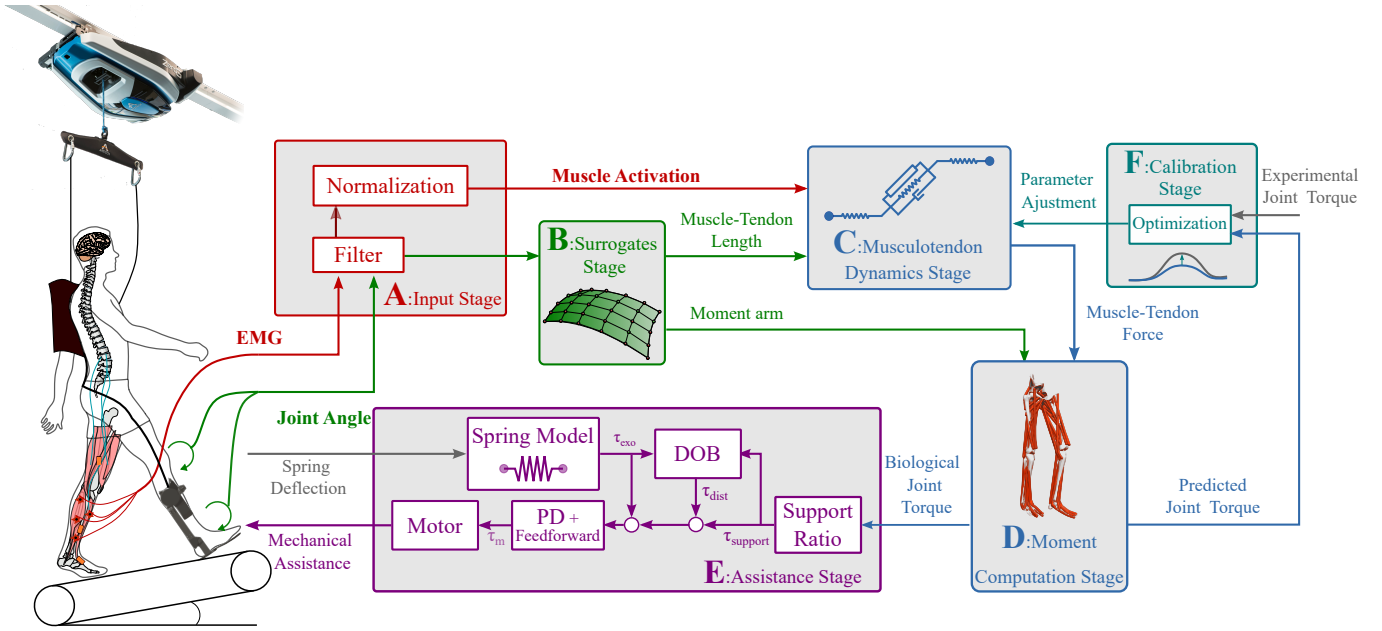 Normalization
Filter
A:Input Stage
Muscle Activation
EMG
Joint Angle
B:Surrogates
Stage
Muscle-Tendon
Length
Moment arm
C:Musculotendon
Dynamics Stage
Parameter
Ajustment
F:Calibration
Stage
Optimization
Experimental
Joint Torque
Muscle-Tendon
Force
Spring
Deflection
Spring Model
τexo
DOB
τdist
Mechanical
Assistance
Motor
τm
PD +
Feedforward
τsupport
Support
Ratio
E:Assistance Stage
Biological
Joint
Torque
D:Moment
Computation Stage
Predicted
Joint Torque